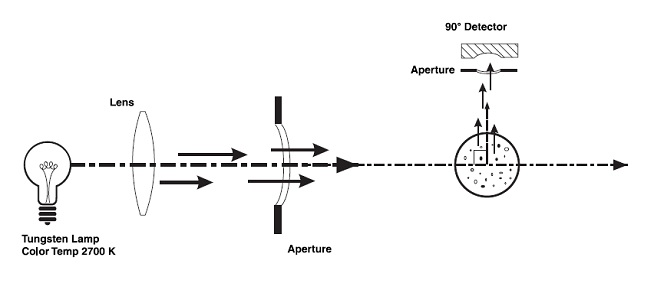 90° Detector
Aperture
Lens
Tungsten Lamp
Color Temp 2700 K
Aperture